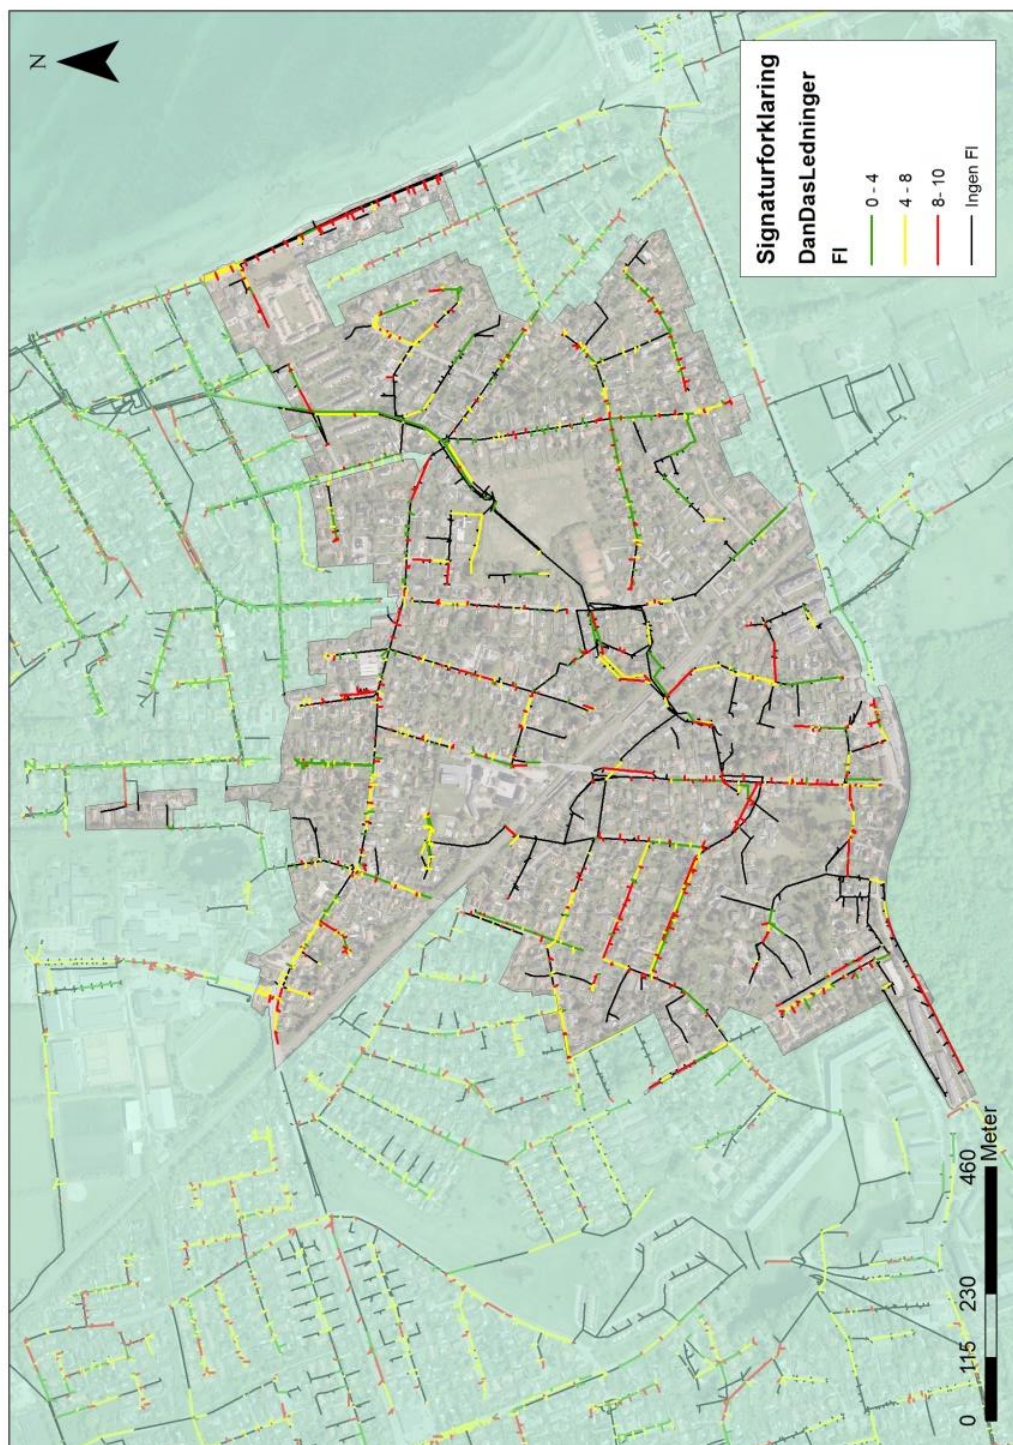 N
Signaturforklaring
DanDasLedninger
FI
0 - 4
4 - 8
8- 10
Ingen FI
0 115 230 460
Meter